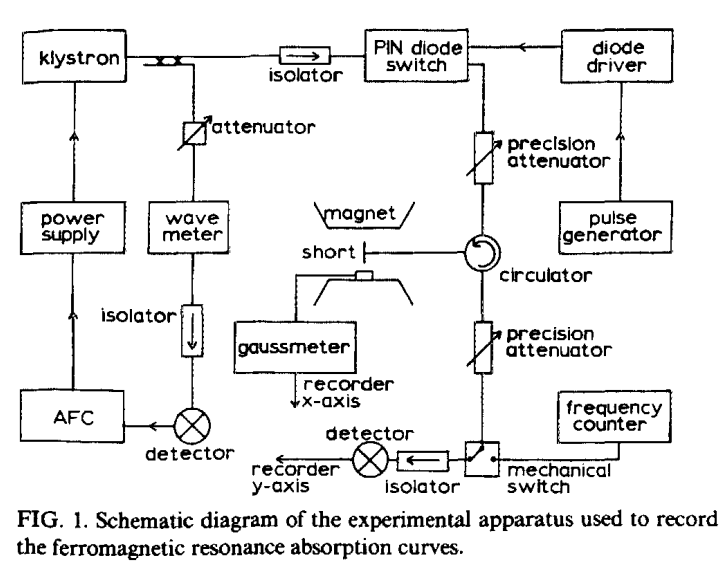 klystron
isolator
PIN diode
switch
diode
driver
attenuator
precision
attenuator
power
supply
wave
meter
magnet
short
pulse
generator
circulator
isolator
gaussmeter
precision
attenuator
recorder
x-axis
AFC
detector
frequency
counter
detector
recorder
y-axis
isolator
mechanical
switch
FIG. 1. Schematic diagram of the experimental apparatus used to record
the ferromagnetic resonance absorption curves.